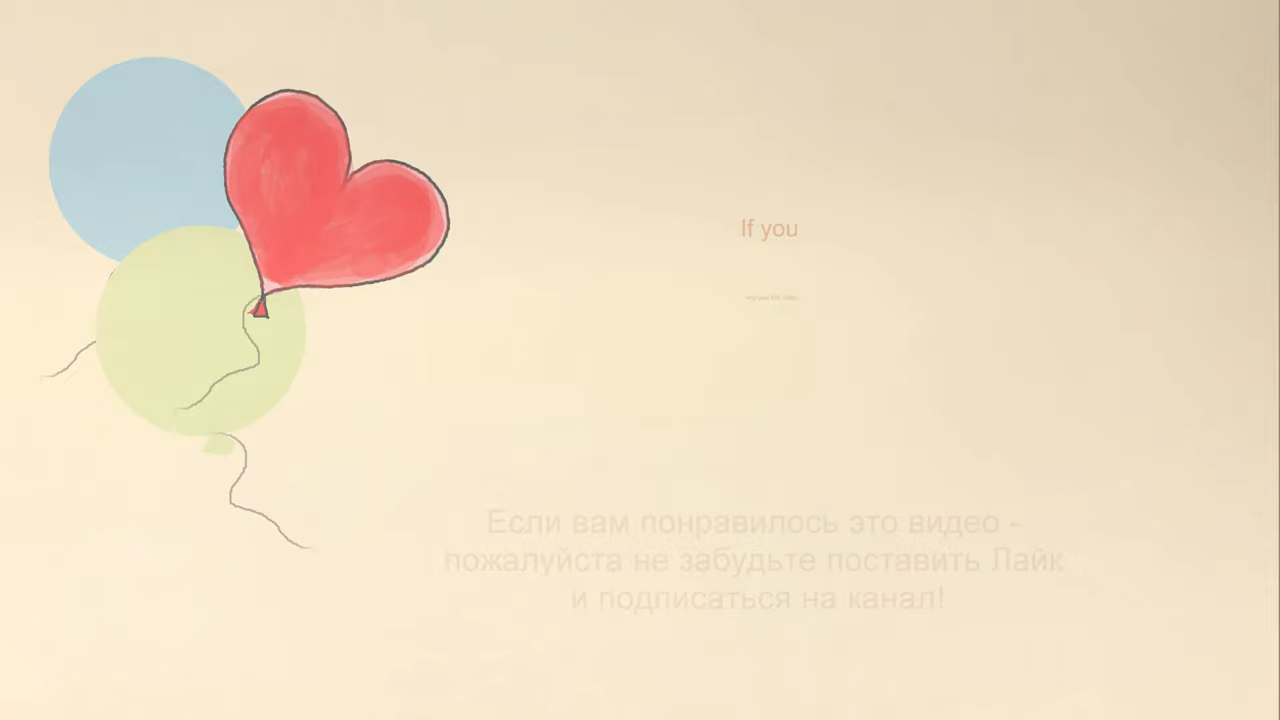 If you
Если вам понравилось это видео -
пожалуйста не забудьте поставить Лайк
и подписаться на канал!